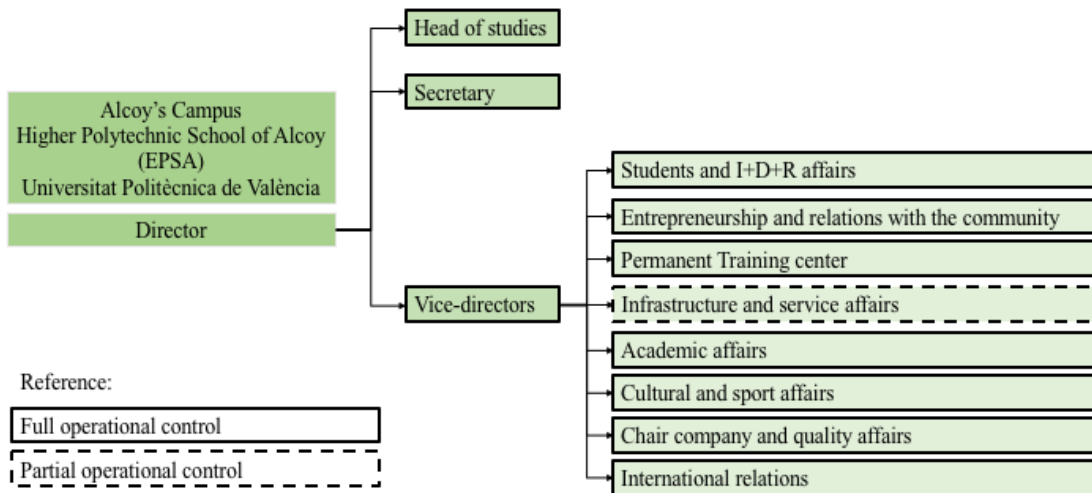 Alcoy's Campus
Higher Polytechnic School of Alcoy
(EPSA)
Universitat Politècnica de València
Director
Head of studies
Secretary
Vice-directors
Students and I+D+R affairs
Entrepreneurship and relations with the community
Permanent Training center
Infrastructure and service affairs
Academic affairs
Cultural and sport affairs
Chair company and quality affairs
International relations
Reference:
Full operational control
Partial operational control